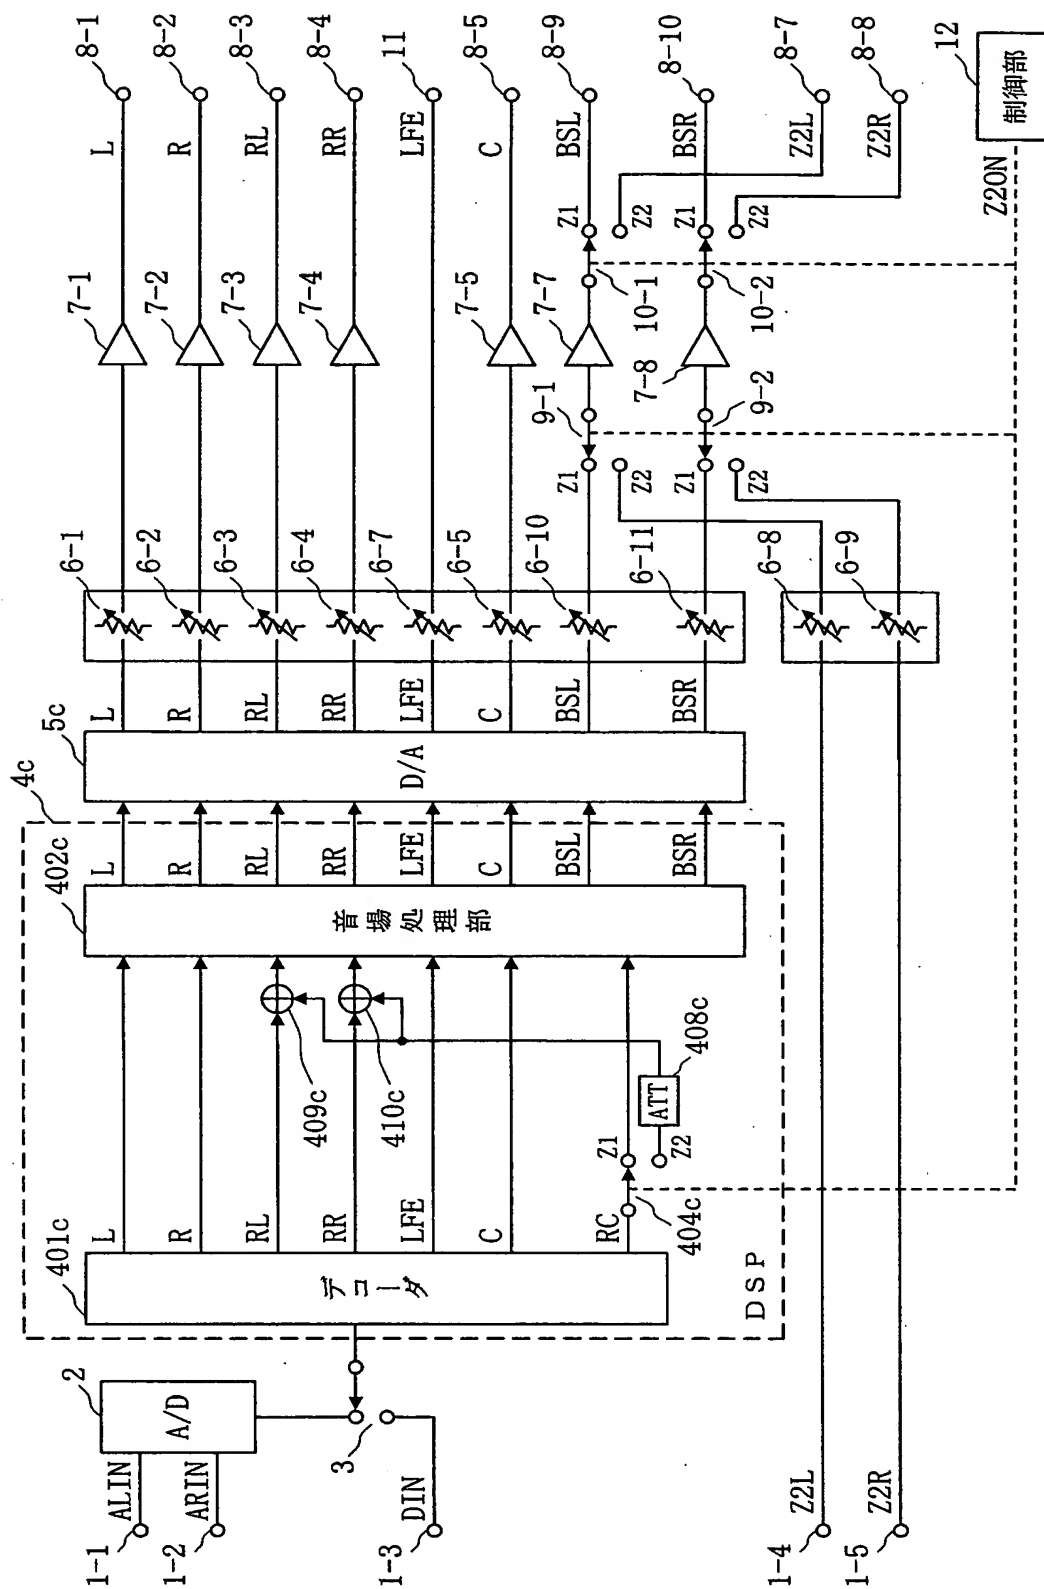 1-1
ALIN
1-2
ARIN
2
A/D
3
1-3
DIN
1-4
Z2L
1-5
Z2R
4c
DSP
401c
デコーダ
L
R
RL
RR
LFE
C
RC
404c
Z1
Z2
ATT
408c
409c
410c
402c
音場処理部
L
R
RL
RR
LFE
C
BSL
BSR
5c
D/A
L
R
RL
RR
LFE
C
BSL
BSR
6-1
6-2
6-3
6-4
6-7
6-5
6-10
6-11
6-8
6-9
Z1
Z2
Z1
Z2
9-1
9-2
7-1
7-2
7-3
7-4
7-5
7-7
7-8
10-1
10-2
Z1
Z2
Z1
Z2
L
R
RL
RR
LFE
C
BSL
BSR
Z2L
Z2R
8-1
8-2
8-3
8-4
11
8-5
8-9
8-10
8-7
8-8
Z2ON
12
制御部